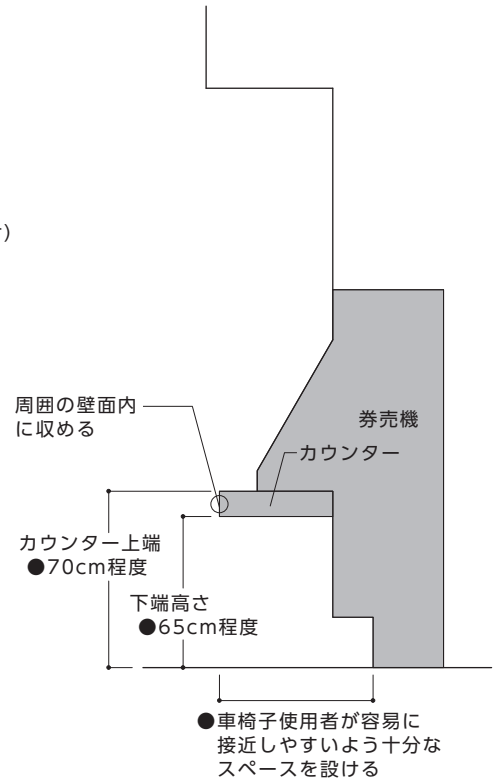 )
周囲の壁面内
に収める
券売機
カウンター
カウンター上端
●70cm程度
下端高さ
●65cm程度
●車椅子使用者が容易に
接近しやすいよう十分な
スペースを設ける